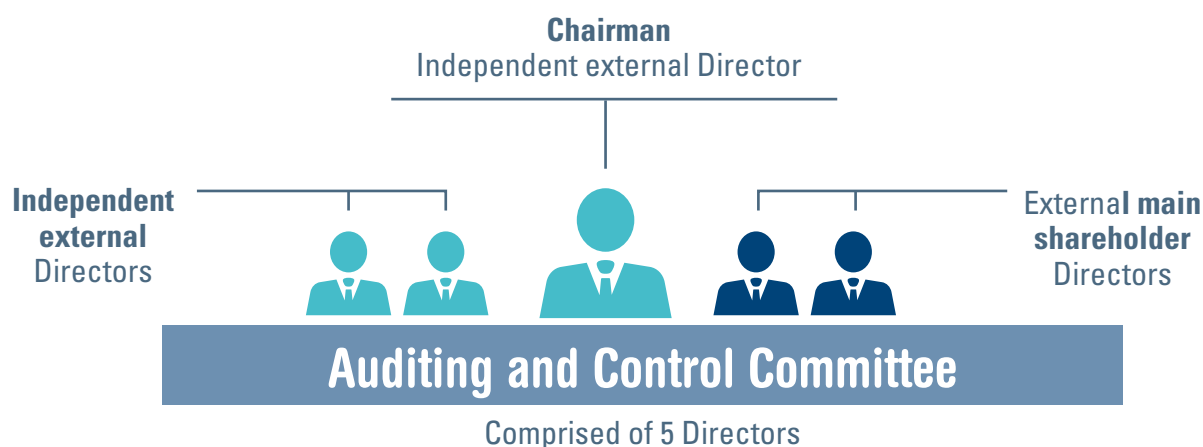 Chairman
Independent external Director
Independent
external
Directors
External main
shareholder
Directors
Auditing and Control Committee
Comprised of 5 Directors